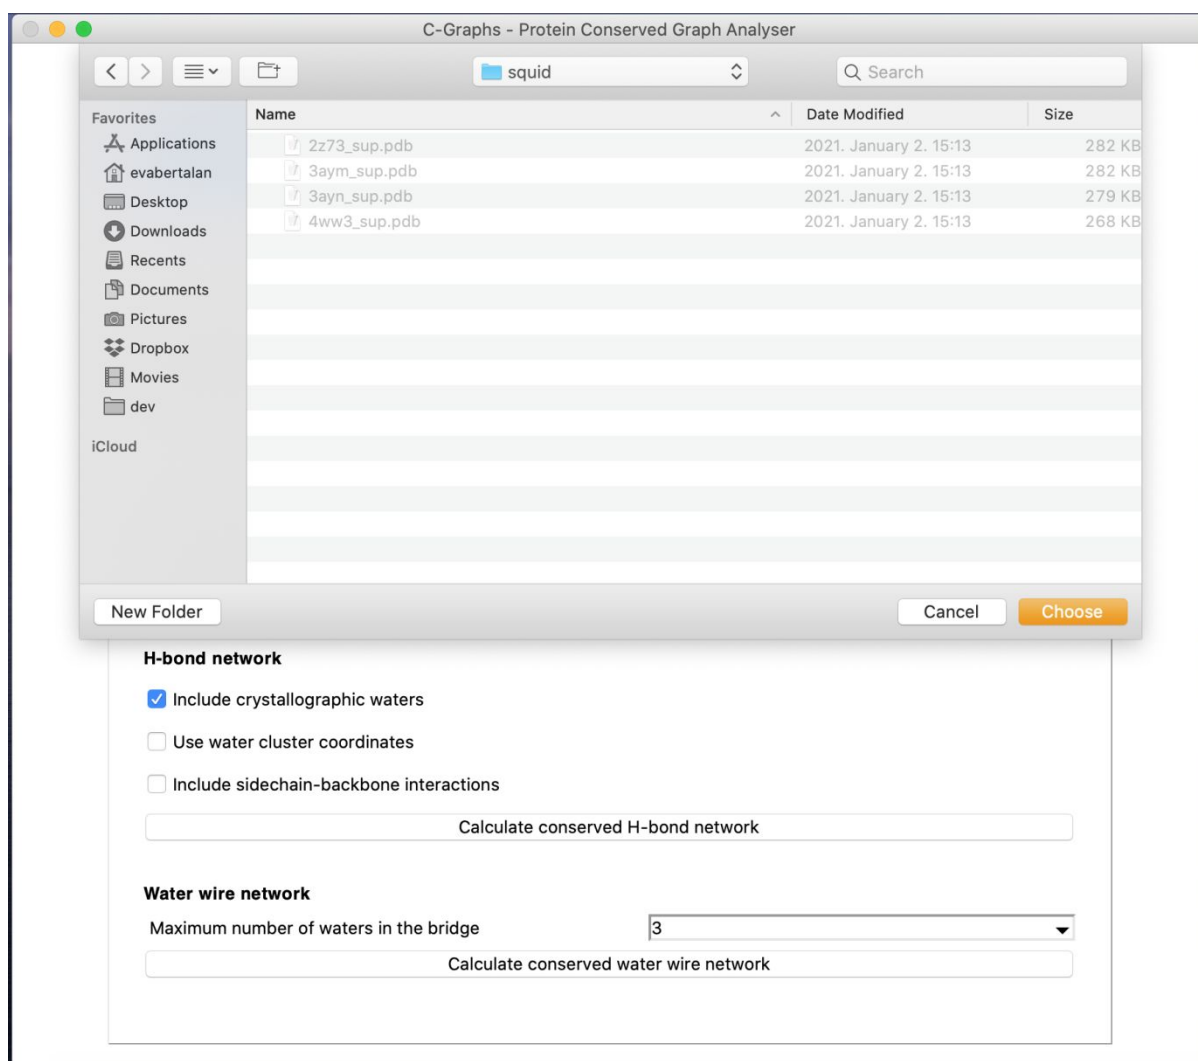 C-Graphs - Protein Conserved Graph Analyser
squid
Search
Favorites
Applications
evabertalan
Desktop
Downloads
Recents
Documents
Pictures
Dropbox
Movies
dev
iCloud
Name Date Modified Size
2z73_sup.pdb 2021. January 2. 15:13 282 KB
3aym_sup.pdb 2021. January 2. 15:13 282 KB
3ayn_sup.pdb 2021. January 2. 15:13 279 KB
4ww3_sup.pdb 2021. January 2. 15:13 268 KB
New Folder Cancel Choose
H-bond network
Include crystallographic waters
Use water cluster coordinates
Include sidechain-backbone interactions
Calculate conserved H-bond network
Water wire network
Maximum number of waters in the bridge 3
Calculate conserved water wire network